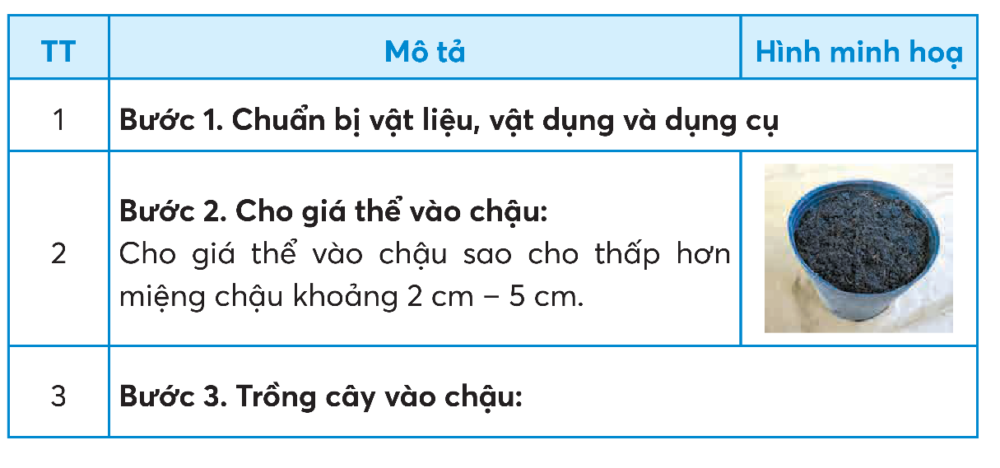 TT Mô tả Hình minh hoạ
1 Bước 1. Chuẩn bị vật liệu, vật dụng và dụng cụ
Bước 2. Cho giá thể vào chậu:
2 Cho giá thể vào chậu sao cho thấp hơn
miệng chậu khoảng 2 cm – 5 cm.
3 Bước 3. Trồng cây vào chậu: